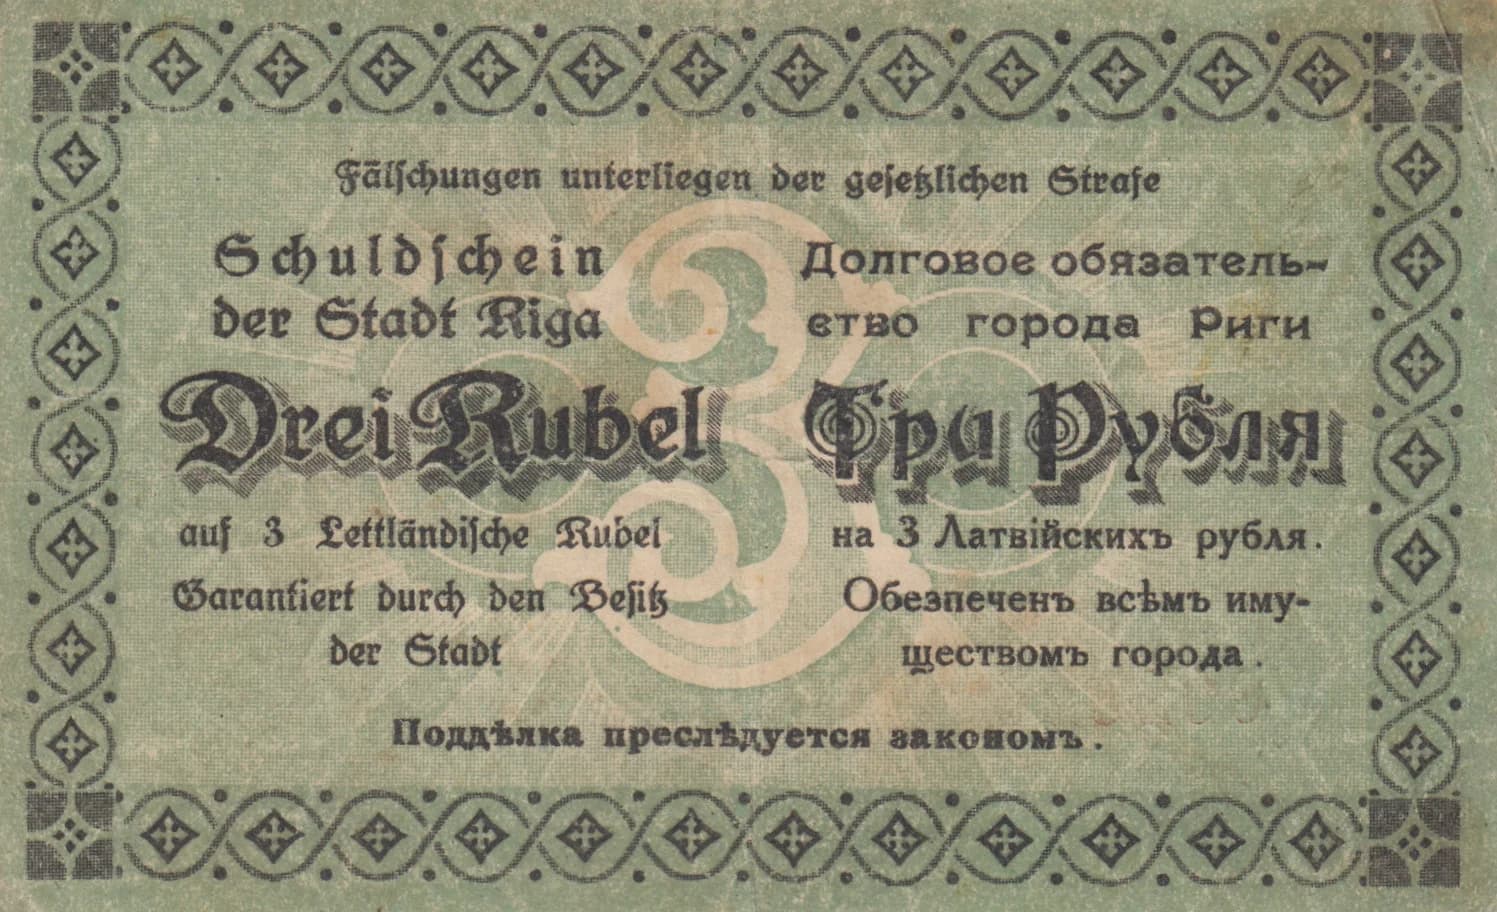 Fälschungen unterliegen der gesetzlichen Strafe
Schuldschein
der Stadt Riga
Drei Rubel
auf 3 Lettländische Rubel
Garantiert durch den Besitz
der Stadt
Долговое обязатель-
ство города Риги
Три Рубля
на 3 Латвійскихъ рубля.
Обезпеченъ всѣмъ иму-
ществомъ города.
Поддѣлка преслѣдуется закономъ.
3